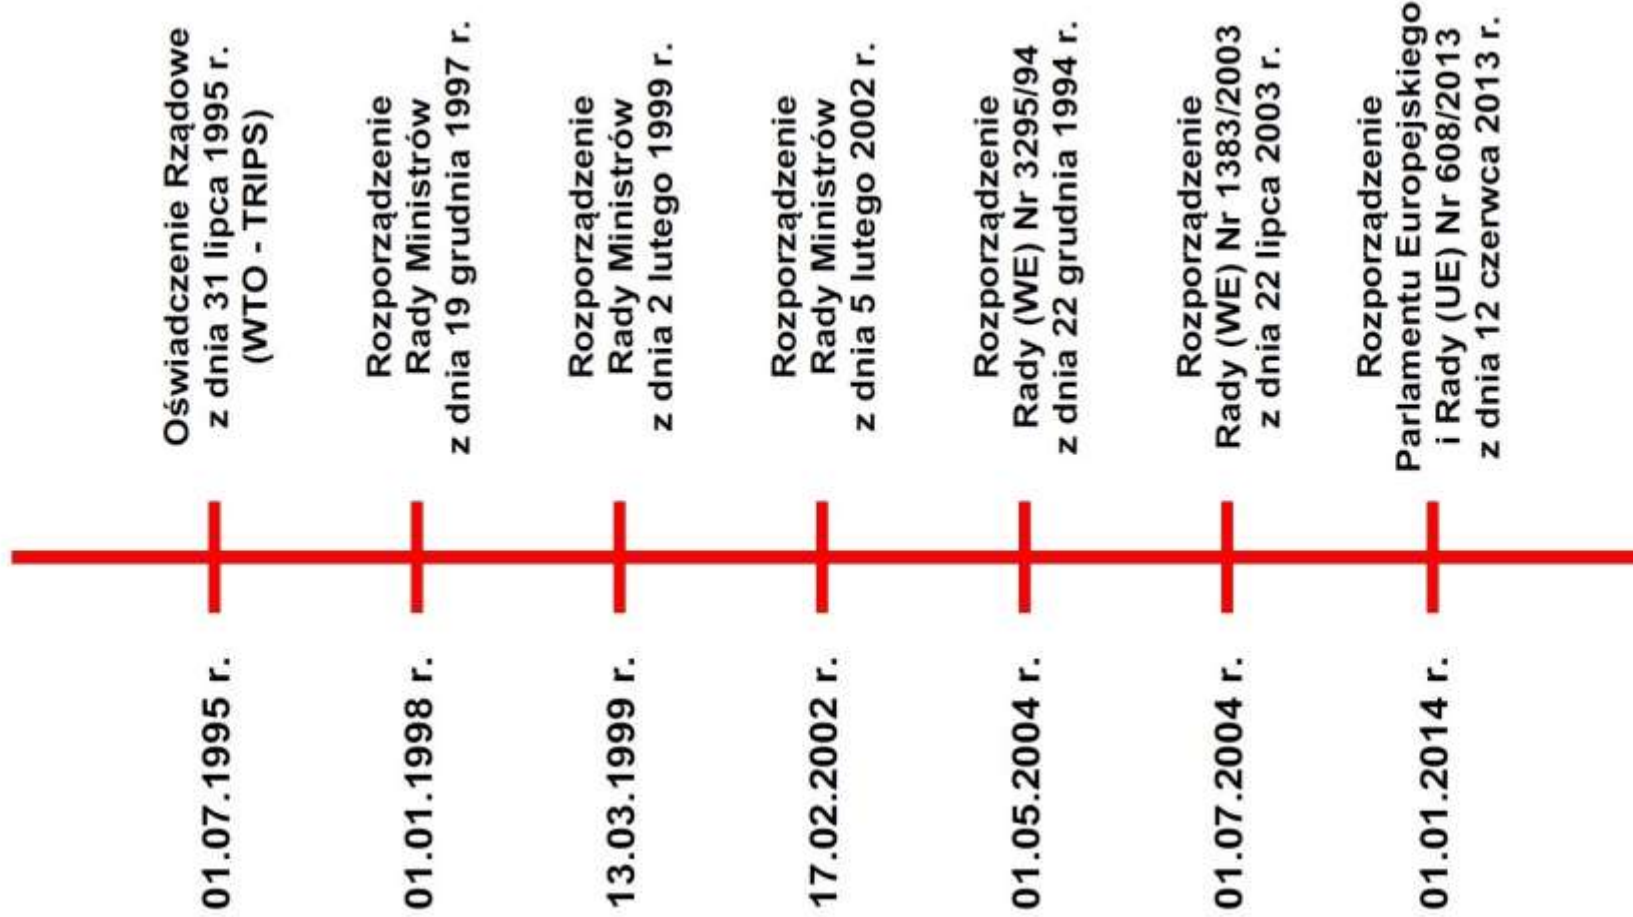 01.07.1995 r.
Oświadczenie Rządowe
z dnia 31 lipca 1995 r.
(WTO - TRIPS)
01.01.1998 r.
Rozporządzenie
Rady Ministrów
z dnia 19 grudnia 1997 r.
13.03.1999 r.
Rozporządzenie
Rady Ministrów
z dnia 2 lutego 1999 r.
17.02.2002 r.
Rozporządzenie
Rady Ministrów
z dnia 5 lutego 2002 r.
01.05.2004 r.
Rozporządzenie
Rady (WE) Nr 3295/94
z dnia 22 grudnia 1994 r.
01.07.2004 r.
Rozporządzenie
Rady (WE) Nr 1383/2003
z dnia 22 lipca 2003 r.
01.01.2014 r.
Rozporządzenie
Parlamentu Europejskiego
i Rady (UE) Nr 608/2013
z dnia 12 czerwca 2013 r.